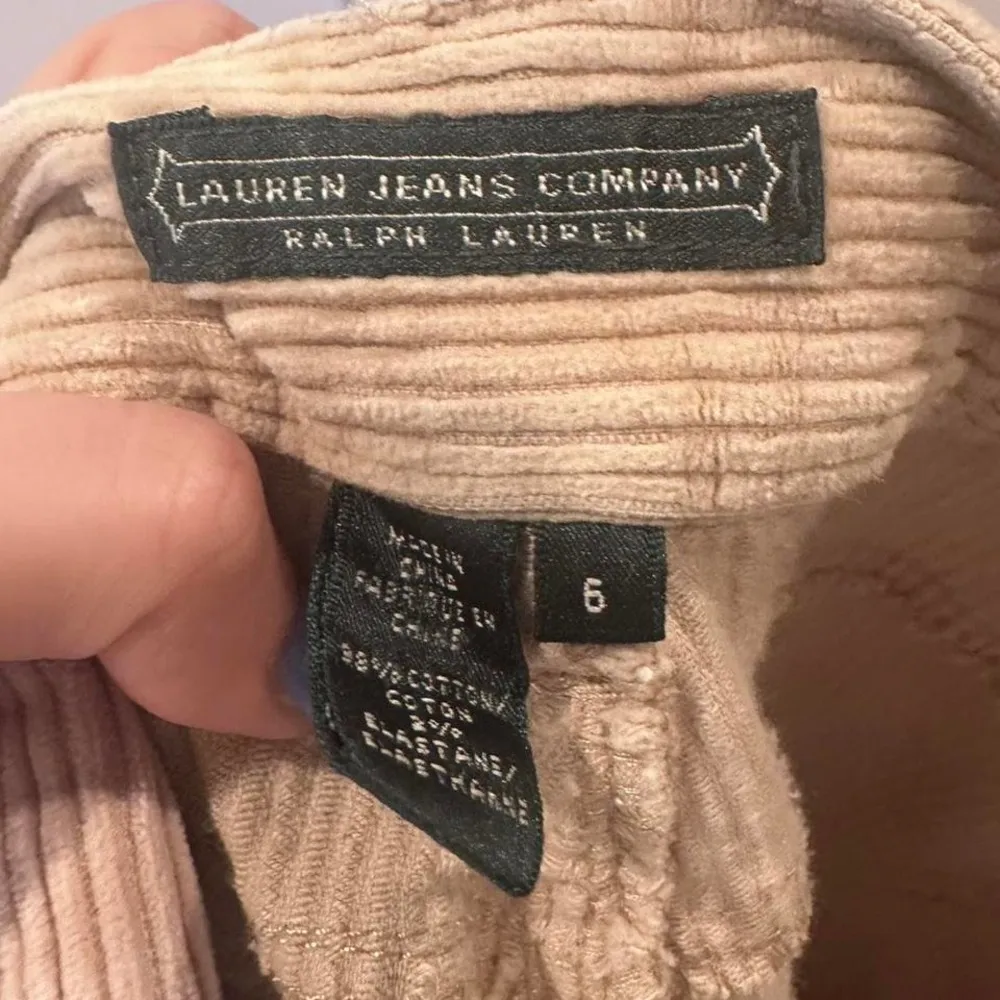 LAUREN JEANS COMPANY
RALPH LAUREN
MADE IN
CHINA
FABRIQUE EN
CHINE
98% COTTON/
COTON
2%
ELASTANE/
ELASTHANNE
6